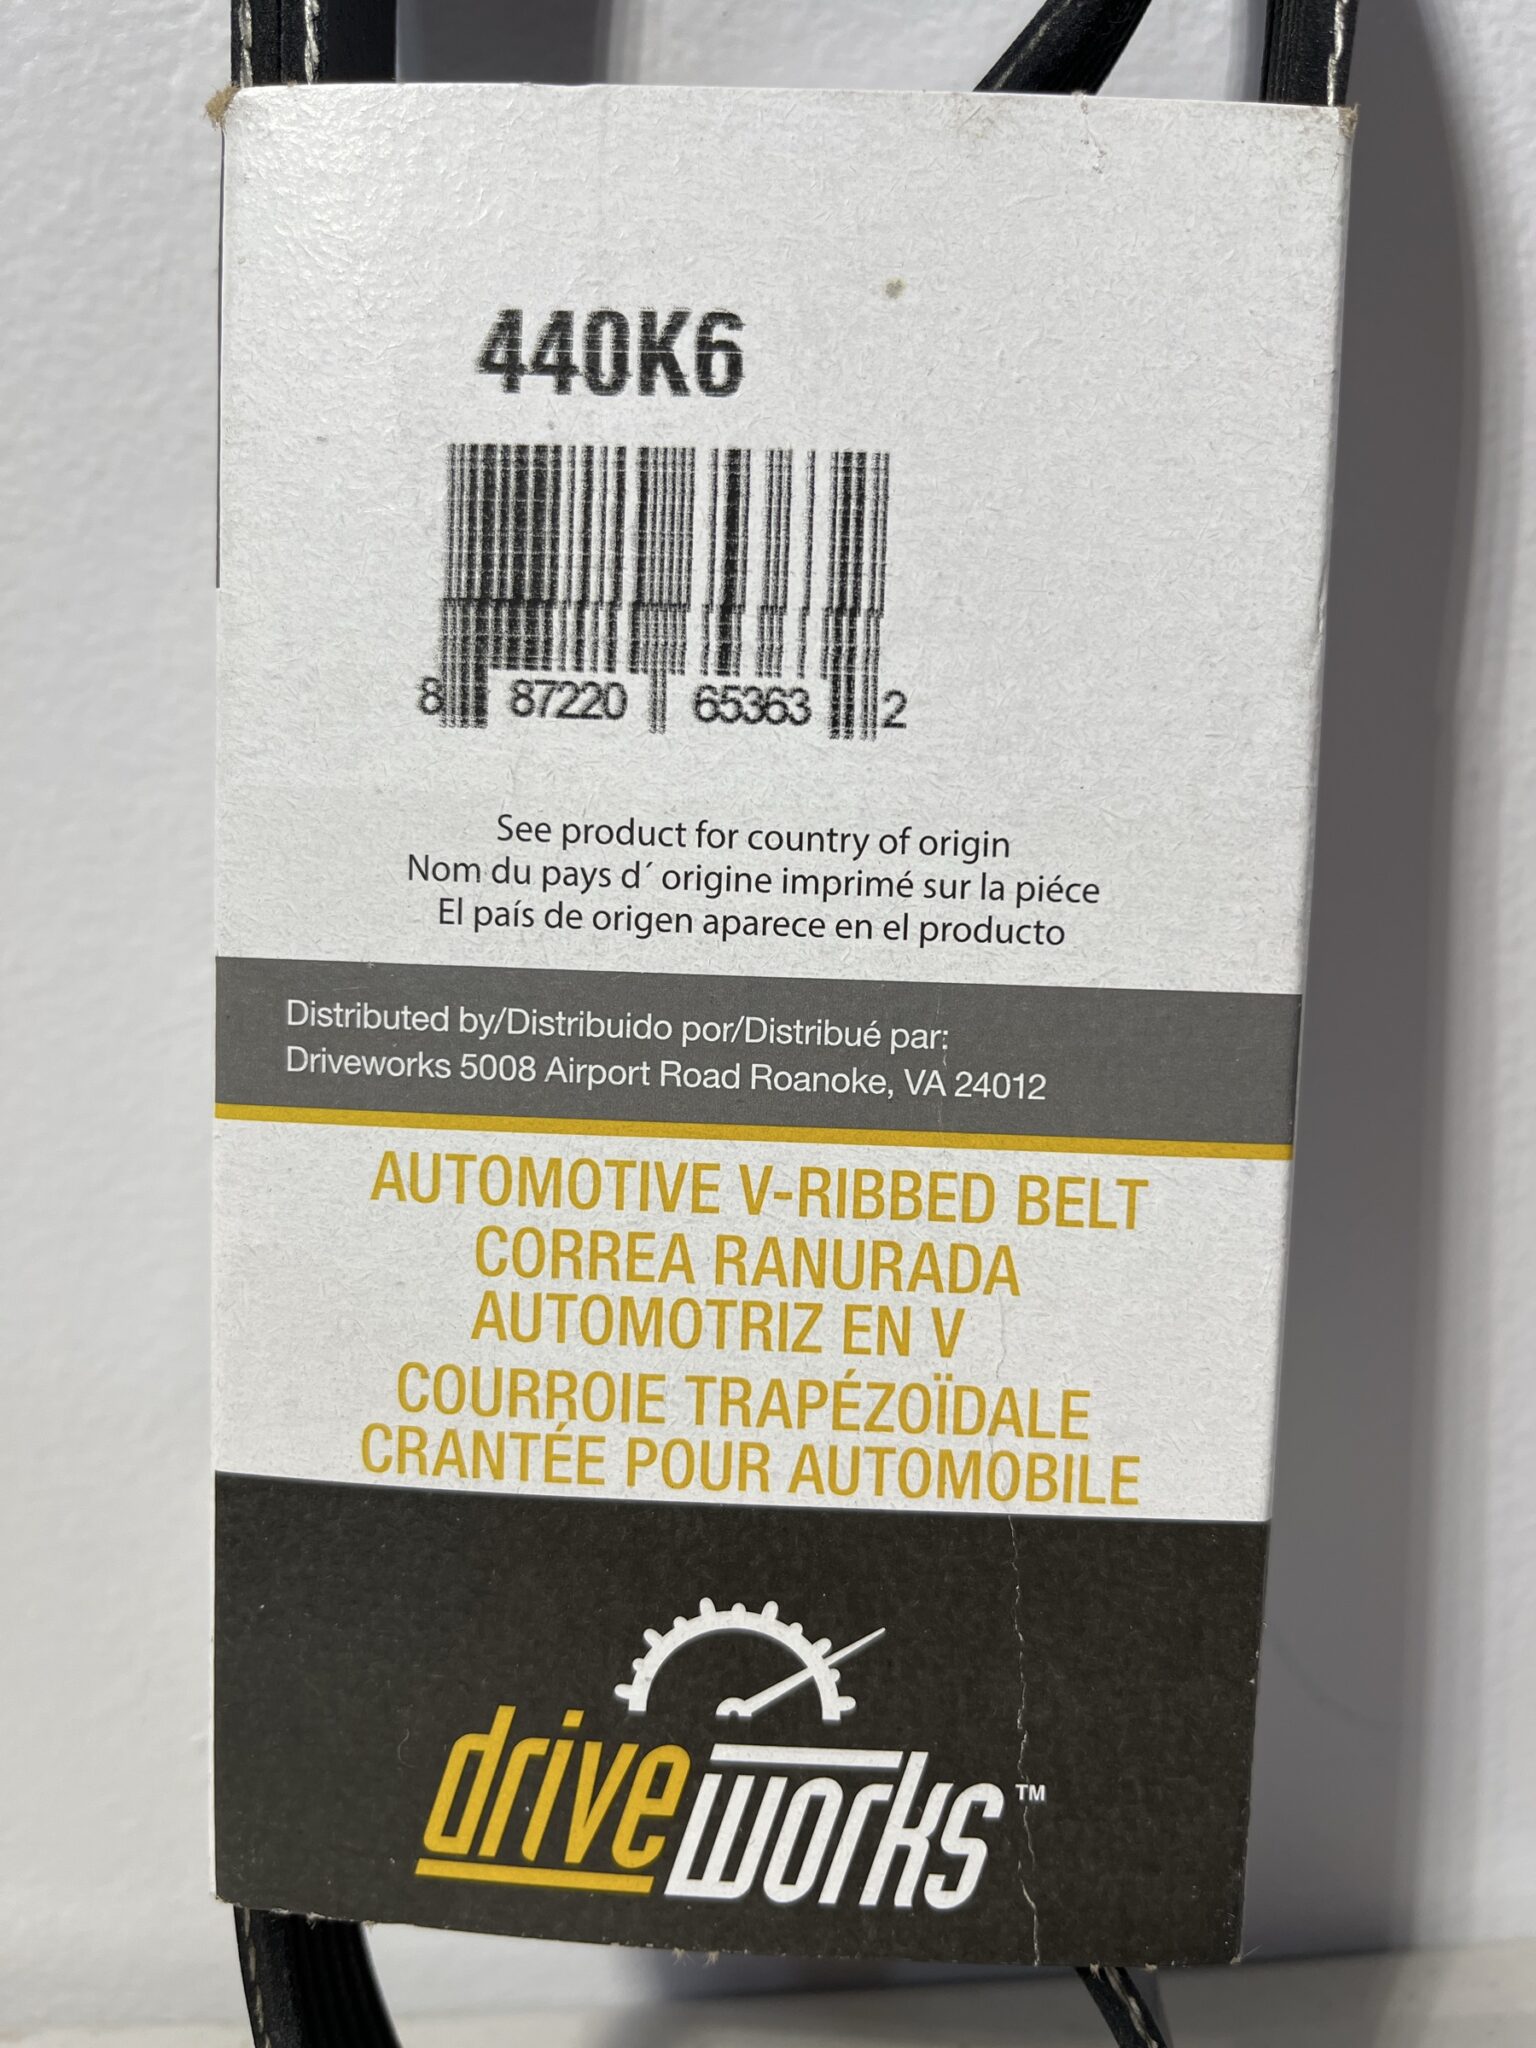 440K6
8 87220 65363 2
See product for country of origin
Nom du pays d´ origine imprimé sur la piéce
El país de origen aparece en el producto
Distributed by/Distribuido por/Distribué par:
Driveworks 5008 Airport Road Roanoke, VA 24012
AUTOMOTIVE V-RIBBED BELT
CORREA RANURADA
AUTOMOTRIZ EN V
COURROIE TRAPÉZOÏDALE
CRANTÉE POUR AUTOMOBILE
driveworks™